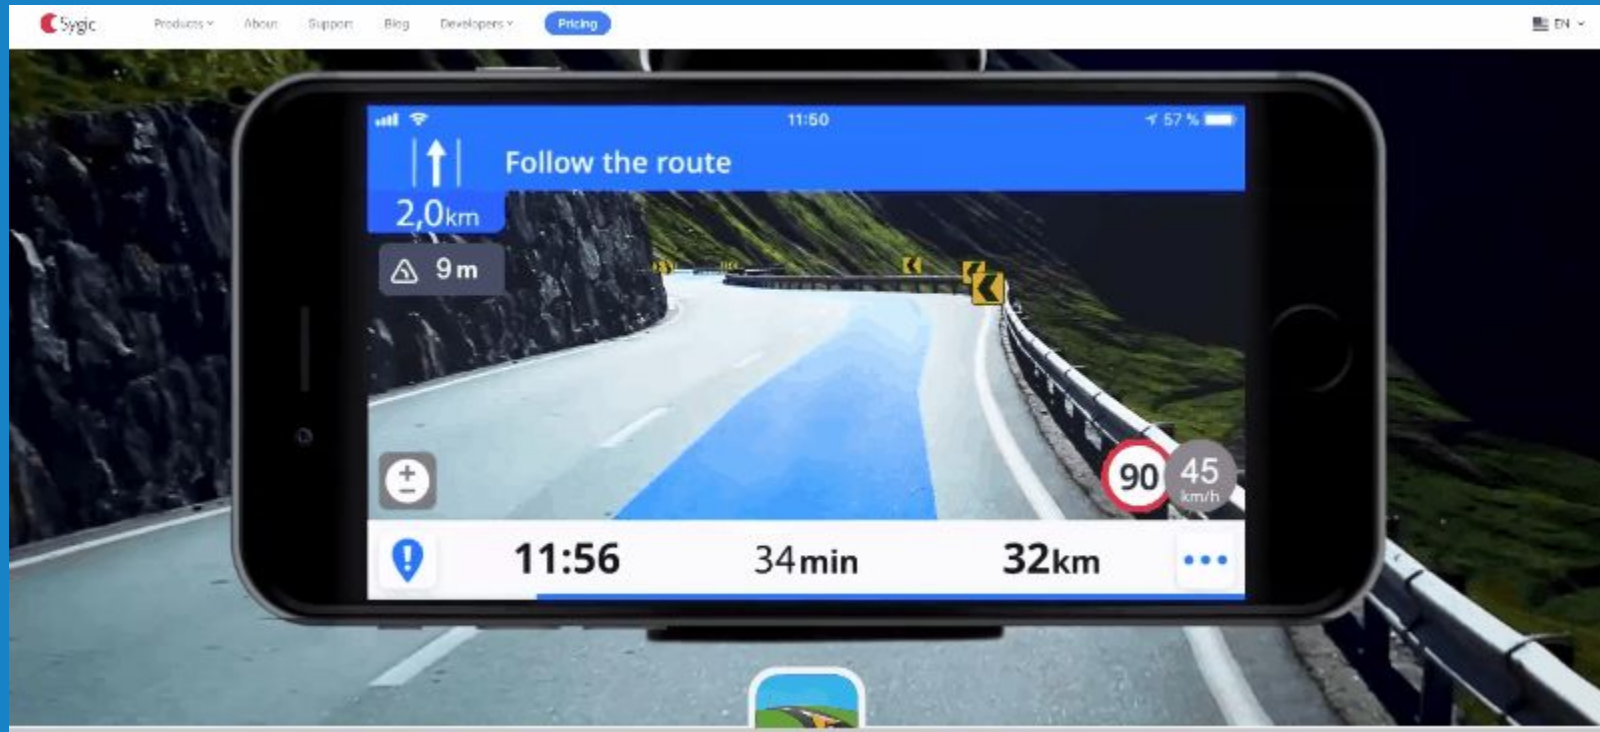 Sygic Products About Support Blog Developers Pricing EN
11:50 57 %
Follow the route
2,0km
9 m
90 45
km/h
11:56 34min 32km